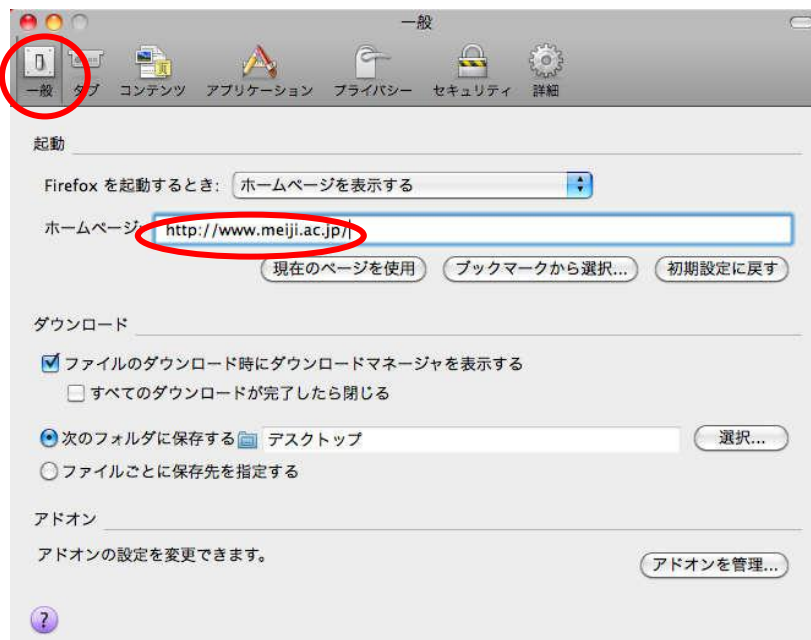 一般
一般 タブ コンテンツ アプリケーション プライバシー セキュリティ 詳細
起動
Firefox を起動するとき: ホームページを表示する
ホームページ: http://www.meiji.ac.jp/
現在のページを使用 ブックマークから選択... 初期設定に戻す
ダウンロード
ファイルのダウンロード時にダウンロードマネージャを表示する
すべてのダウンロードが完了したら閉じる
次のフォルダに保存する デスクトップ 選択...
ファイルごとに保存先を指定する
アドオン
アドオンの設定を変更できます。
アドオンを管理...
?